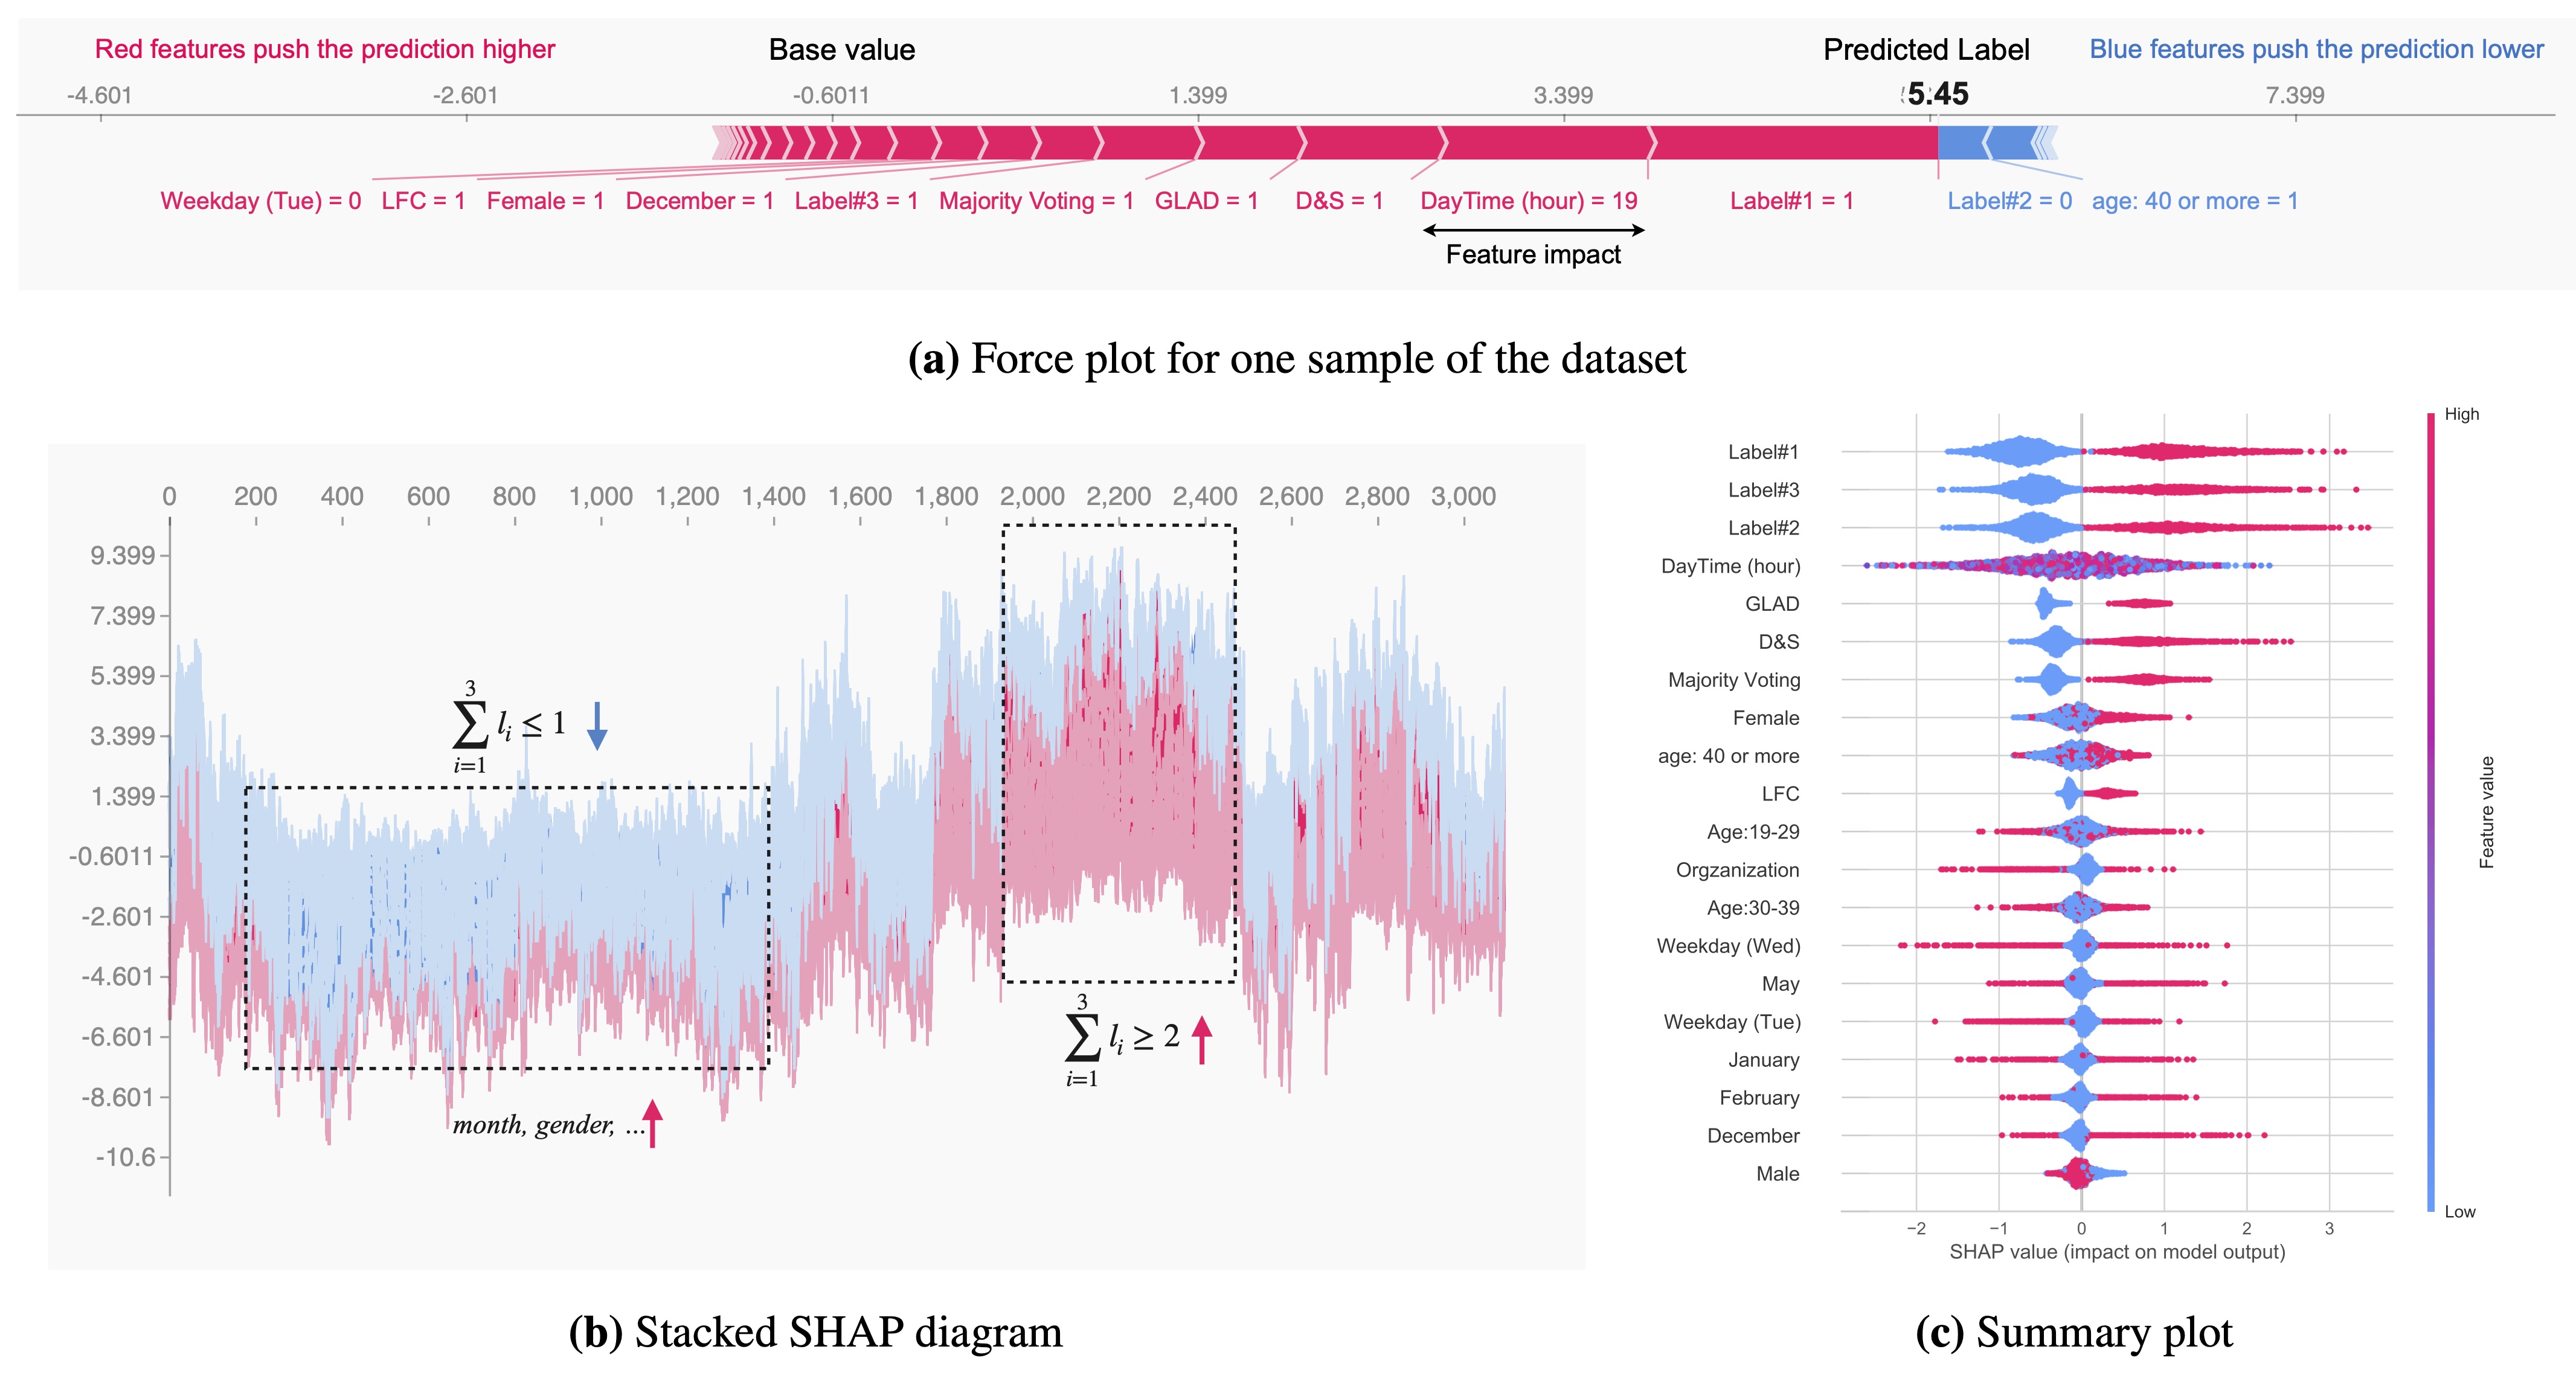 Red features push the prediction higher Base value Predicted Label Blue features push the prediction lower
-4.601 -2.601 -0.6011 1.399 3.399 5.45 7.399
Weekday (Tue) = 0 LFC = 1 Female = 1 December = 1 Label#3 = 1 Majority Voting = 1 GLAD = 1 D&S = 1 DayTime (hour) = 19 Label#1 = 1 Label#2 = 0 age: 40 or more = 1
Feature impact
(a) Force plot for one sample of the dataset
0 200 400 600 800 1,000 1,200 1,400 1,600 1,800 2,000 2,200 2,400 2,600 2,800 3,000
9.399
7.399
5.399
3.399
1.399
-0.6011
-2.601
-4.601
-6.601
-8.601
-10.6
3
∑ lᵢ ≤ 1
i=1
3
∑ lᵢ ≥ 2
i=1
month, gender, ...
(b) Stacked SHAP diagram
High
Label#1
Label#3
Label#2
DayTime (hour)
GLAD
D&S
Majority Voting
Female
age: 40 or more
LFC
Age:19-29
Orgzanization
Age:30-39
Weekday (Wed)
May
Weekday (Tue)
January
February
December
Male
Low
Feature value
−2 −1 0 1 2 3
SHAP value (impact on model output)
(c) Summary plot